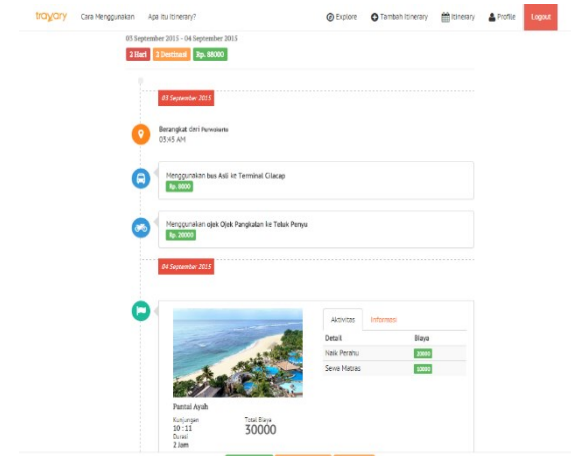 trayary Cara Menggunakan Apa itu Itinerary? Explore Tambah Itinerary Itinerary Profile Logout
03 September 2015 - 04 September 2015
2 Hari 2 Destinasi Rp. 88000
03 September 2015
Berangkat dari Purwokerto
05:45 AM
Menggunakan bus Asli ke Terminal Cilacap
Rp. 8000
Menggunakan ojek Ojek Pangkalan ke Teluk Penyu
Rp. 20000
04 September 2015
Aktivitas Informasi
Detail Biaya
Naik Perahu 20000
Sewa Matras 10000
Pantai Ayah
Kunjungan Total Biaya
10 : 11 30000
Durasi
2 Jam